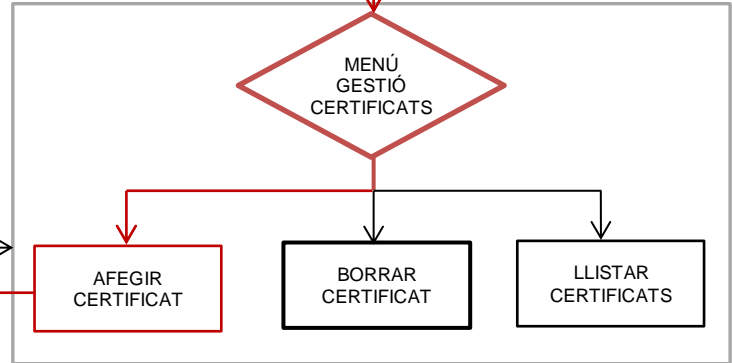 MENÚ
GESTIÓ
CERTIFICATS
AFEGIR
CERTIFICAT
BORRAR
CERTIFICAT
LLISTAR
CERTIFICATS